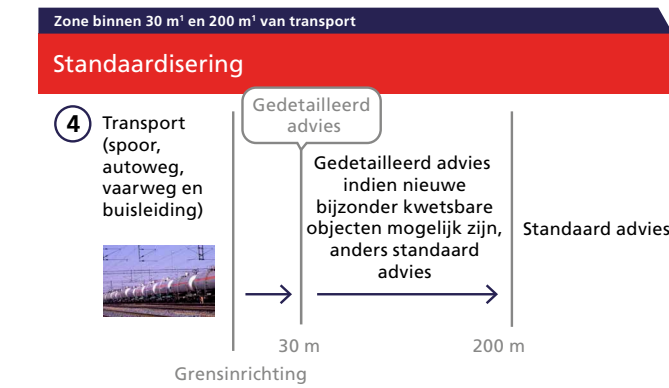 Zone binnen 30 m¹ en 200 m¹ van transport
Standaardisering
4
Transport
(spoor,
autoweg,
vaarweg en
buisleiding)
Gedetailleerd
advies
Gedetailleerd advies
indien nieuwe
bijzonder kwetsbare
objecten mogelijk zijn,
anders standaard
advies
Standaard advies
30 m
200 m
Grensinrichting